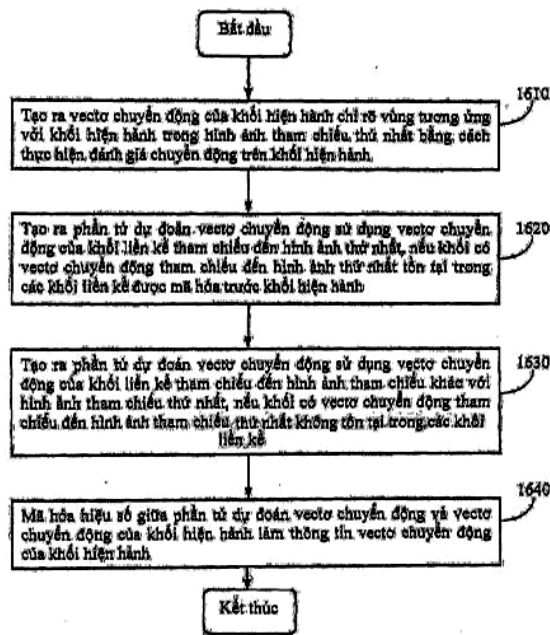 Bắt đầu
1610
Tạo ra vectơ chuyển động của khối hiện hành chỉ rõ vùng tương ứng
với khối hiện hành trong hình ảnh tham chiếu thứ nhất bằng cách
thực hiện đánh giá chuyển động trên khối hiện hành
1620
Tạo ra phần tử dự đoán vectơ chuyển động sử dụng vectơ chuyển
động của khối liền kề tham chiếu đến hình ảnh thứ nhất, nếu khối có
vectơ chuyển động tham chiếu đến hình ảnh thứ nhất tồn tại trong
các khối liền kề được mã hóa trước khối hiện hành
1630
Tạo ra phần tử dự đoán vectơ chuyển động sử dụng vectơ chuyển
động của khối liền kề tham chiếu đến hình ảnh tham chiếu khác với
hình ảnh tham chiếu thứ nhất, nếu khối có vectơ chuyển động tham
chiếu đến hình ảnh tham chiếu thứ nhất không tồn tại trong các khối
liền kề
1640
Mã hóa hiệu số giữa phần tử dự đoán vectơ chuyển động và vectơ
chuyển động của khối hiện hành làm thông tin vectơ chuyển động
của khối hiện hành
Kết thúc